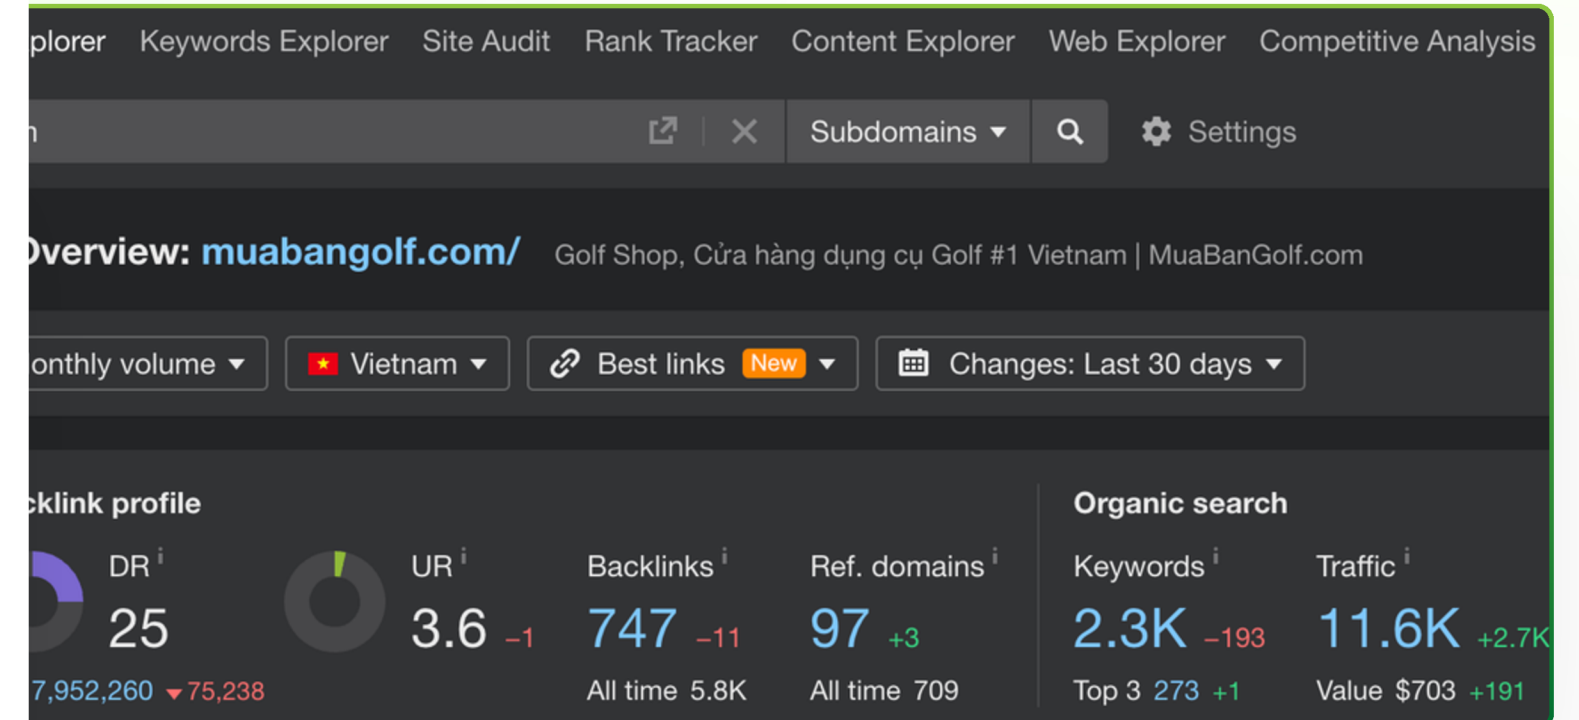 plorer Keywords Explorer Site Audit Rank Tracker Content Explorer Web Explorer Competitive Analysis
Subdomains Settings
Overview: muabangolf.com/ Golf Shop, Cửa hàng dụng cụ Golf #1 Vietnam | MuaBanGolf.com
onthly volume Vietnam Best links New Changes: Last 30 days
cklink profile Organic search
DR UR Backlinks Ref. domains Keywords Traffic
25 3.6 −1 747 −11 97 +3 2.3K −193 11.6K +2.7K
7,952,260 75,238 All time 5.8K All time 709 Top 3 273 +1 Value $703 +191